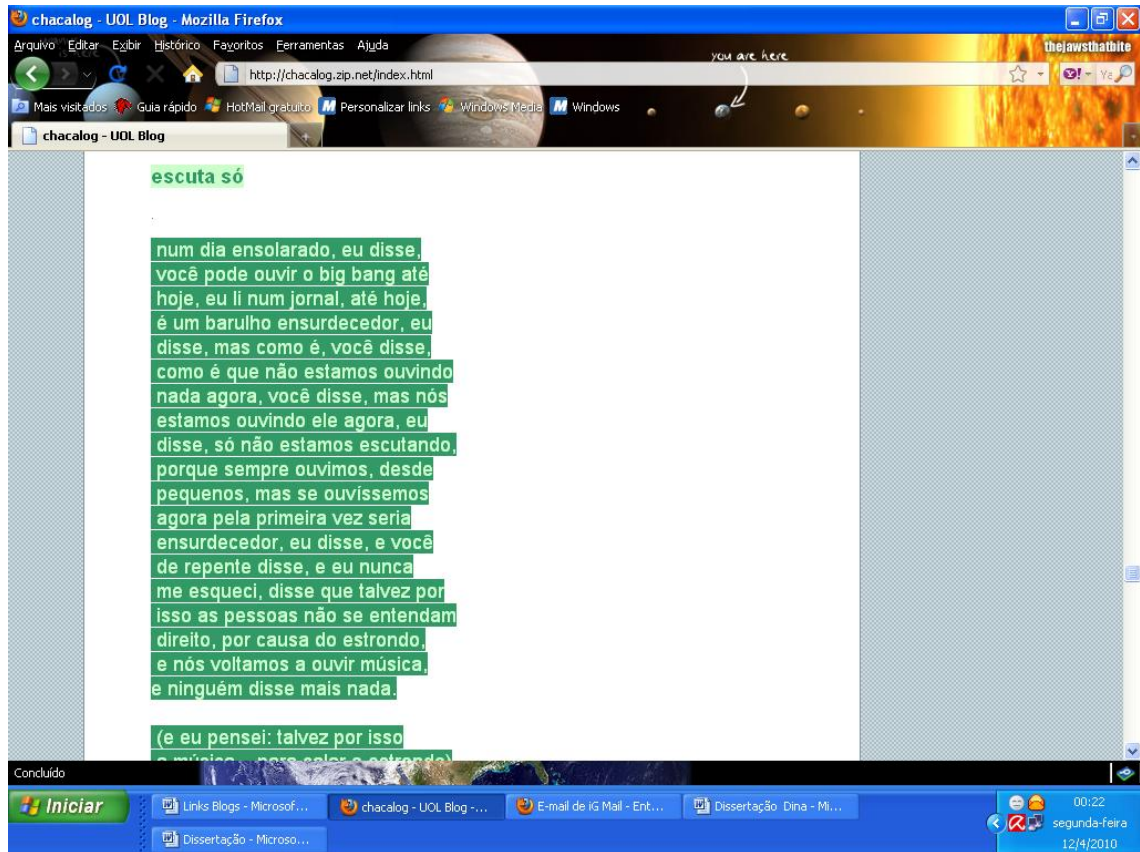 chacalog - UOL Blog - Mozilla Firefox
Arquivo Editar Exibir Histórico Favoritos Ferramentas Ajuda
you are here
thejawsthatbite
http://chacalog.zip.net/index.html
Mais visitados Guia rápido HotMail gratuito Personalizar links Windows Media Windows
chacalog - UOL Blog
escuta só
.
num dia ensolarado, eu disse,
você pode ouvir o big bang até
hoje, eu li num jornal, até hoje,
é um barulho ensurdecedor, eu
disse, mas como é, você disse,
como é que não estamos ouvindo
nada agora, você disse, mas nós
estamos ouvindo ele agora, eu
disse, só não estamos escutando,
porque sempre ouvimos, desde
pequenos, mas se ouvíssemos
agora pela primeira vez seria
ensurdecedor, eu disse, e você
de repente disse, e eu nunca
me esqueci, disse que talvez por
isso as pessoas não se entendam
direito, por causa do estrondo,
e nós voltamos a ouvir música,
e ninguém disse mais nada.
(e eu pensei: talvez por isso
Concluído
Iniciar
Links Blogs - Microsof...
chacalog - UOL Blog -...
E-mail de iG Mail - Ent...
Dissertação Dina - Mi...
Dissertação - Microso...
00:22
segunda-feira
12/4/2010